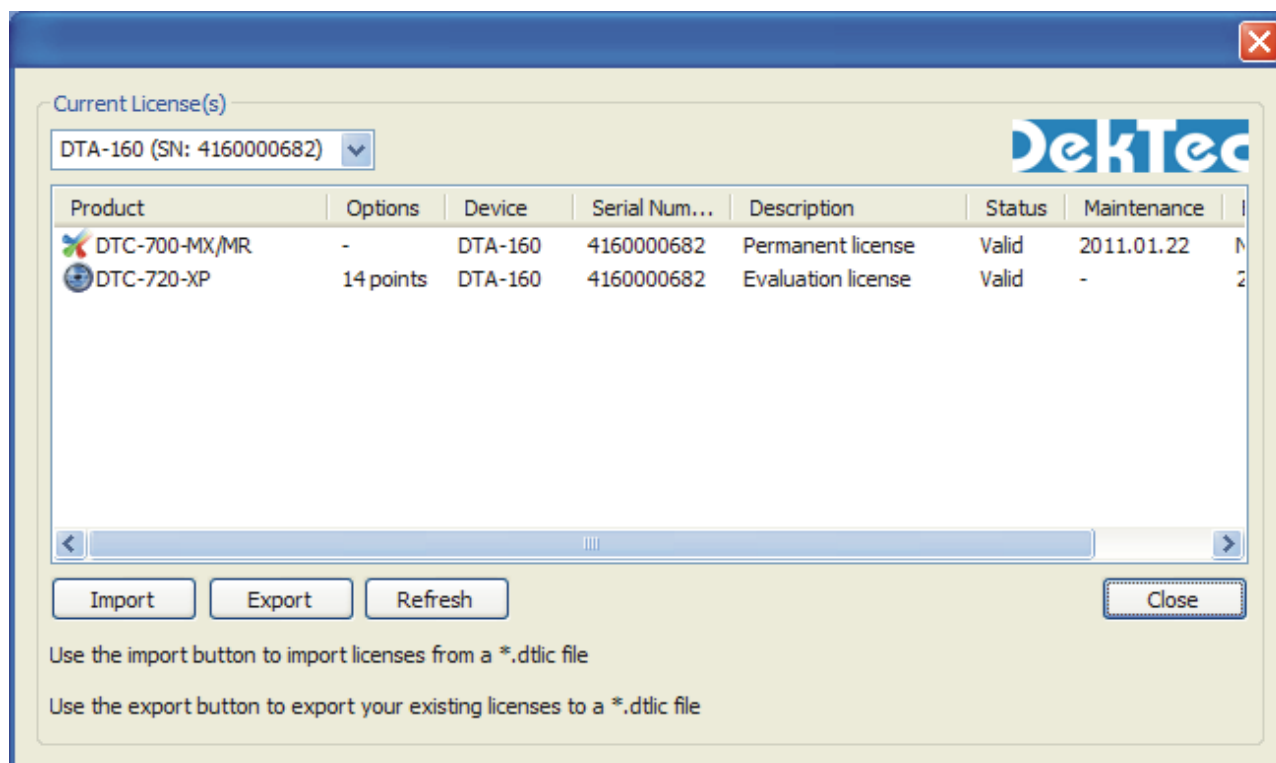 Current License(s)
DTA-160 (SN: 4160000682)
DekTec
Product Options Device Serial Num... Description Status Maintenance
DTC-700-MX/MR - DTA-160 4160000682 Permanent license Valid 2011.01.22
DTC-720-XP 14 points DTA-160 4160000682 Evaluation license Valid -
Import Export Refresh Close
Use the import button to import licenses from a *.dtlic file
Use the export button to export your existing licenses to a *.dtlic file